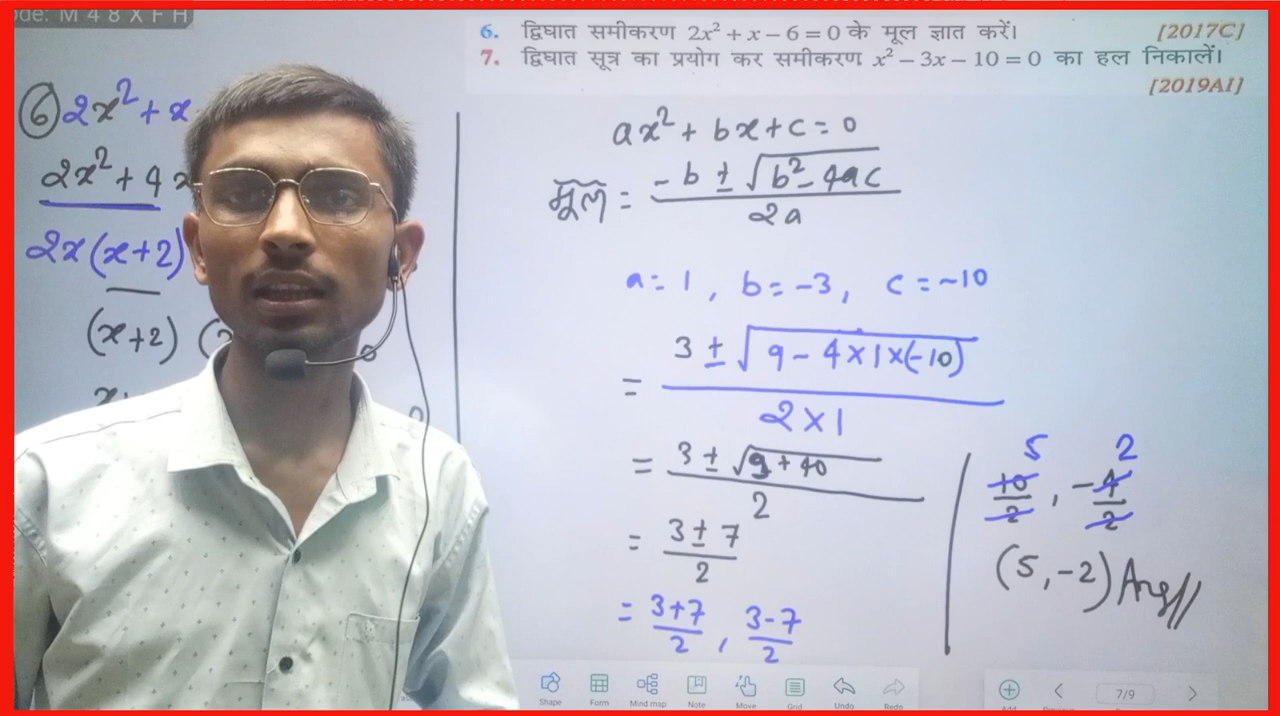 ode: M 4 8 X F H
6. द्विघात समीकरण 2x² + x – 6 = 0 के मूल ज्ञात करें। [2017C]
7. द्विघात सूत्र का प्रयोग कर समीकरण x² – 3x – 10 = 0 का हल निकालें।
[2019AI]
⑥ 2x² + x
2x² + 4x
2x(x+2)
(x+2) (
ax² + bx + c = 0
मूल = (-b ± √(b² - 4ac)) / 2a
a = 1, b = -3, c = -10
= (3 ± √(9 - 4×1×(-10))) / 2×1
= (3 ± √(9 + 40)) / 2
= (3 ± 7) / 2
= (3+7)/2, (3-7)/2
5 2
10/2, -4/2
(5, -2) Ans//
Shape Form Mind map Note Move Grid Undo Redo Add 7/9